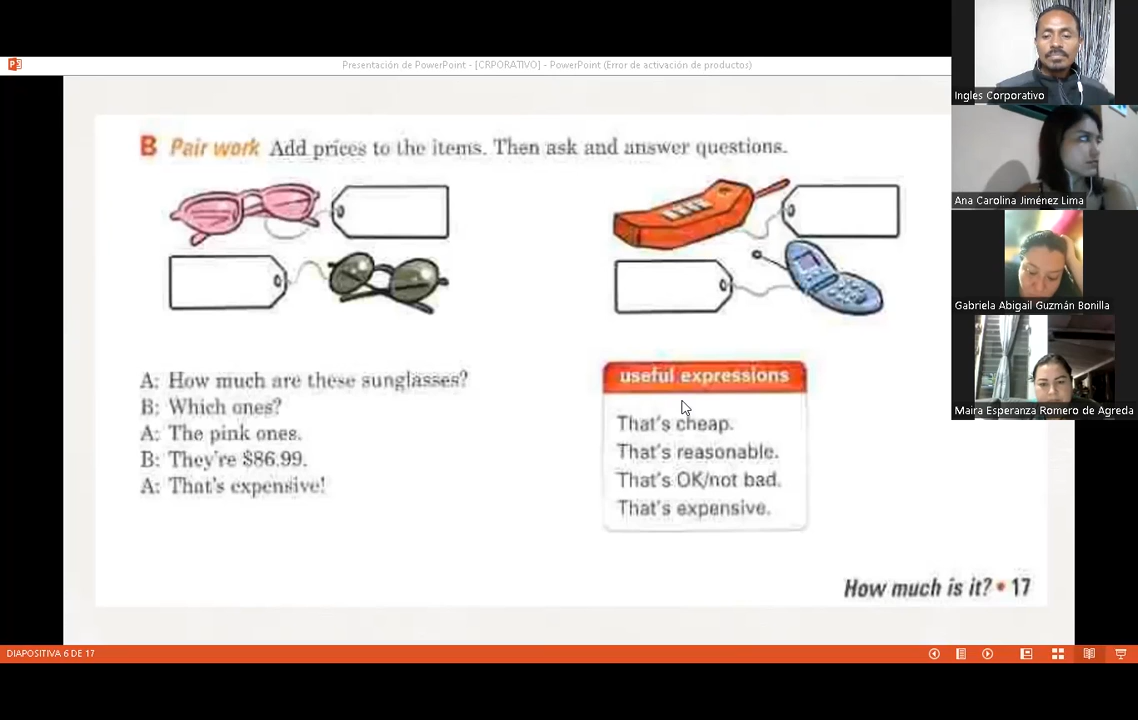 Presentación de PowerPoint - [CRPORATIVO] - PowerPoint (Error de activación de productos)
B Pair work Add prices to the items. Then ask and answer questions.
A: How much are these sunglasses?
B: Which ones?
A: The pink ones.
B: They're $86.99.
A: That's expensive!
useful expressions
That's cheap.
That's reasonable.
That's OK/not bad.
That's expensive.
How much is it? • 17
DIAPOSITIVA 6 DE 17
Ingles Corporativo
Ana Carolina Jiménez Lima
Gabriela Abigail Guzmán Bonilla
Maira Esperanza Romero de Agreda